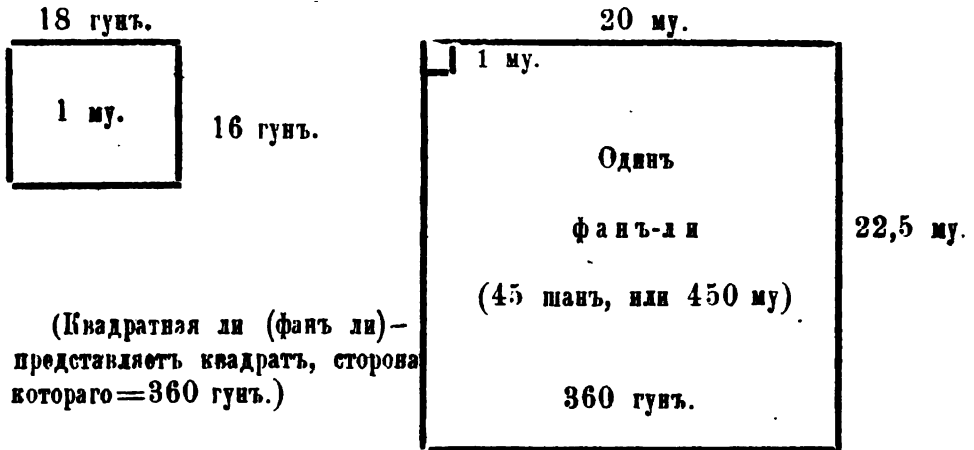 18 гунъ.
1 му.
16 гунъ.
20 му.
1 му.
Одинъ
фанъ-ли
(45 шанъ, или 450 му)
22,5 му.
360 гунъ.
(Квадратная ли (фанъ ли)—
представляетъ квадратъ, сторона
котораго=360 гунъ.)